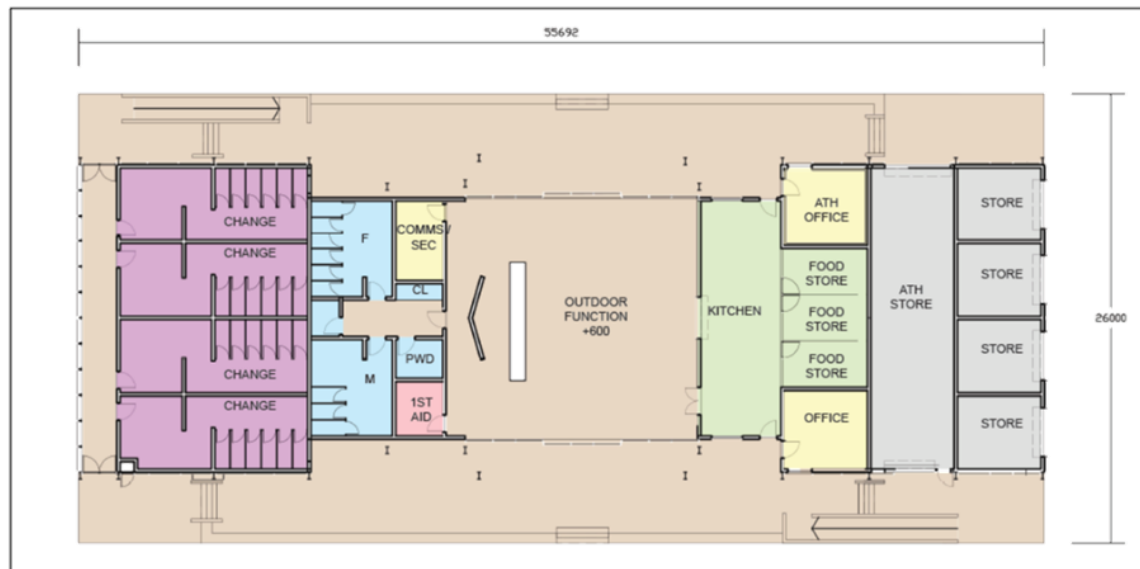 55692
26000
CHANGE
CHANGE
CHANGE
CHANGE
F
COMMS/
SEC
CL
PWD
M
1ST
AID
OUTDOOR
FUNCTION
+600
KITCHEN
ATH
OFFICE
FOOD
STORE
FOOD
STORE
FOOD
STORE
OFFICE
ATH
STORE
STORE
STORE
STORE
STORE